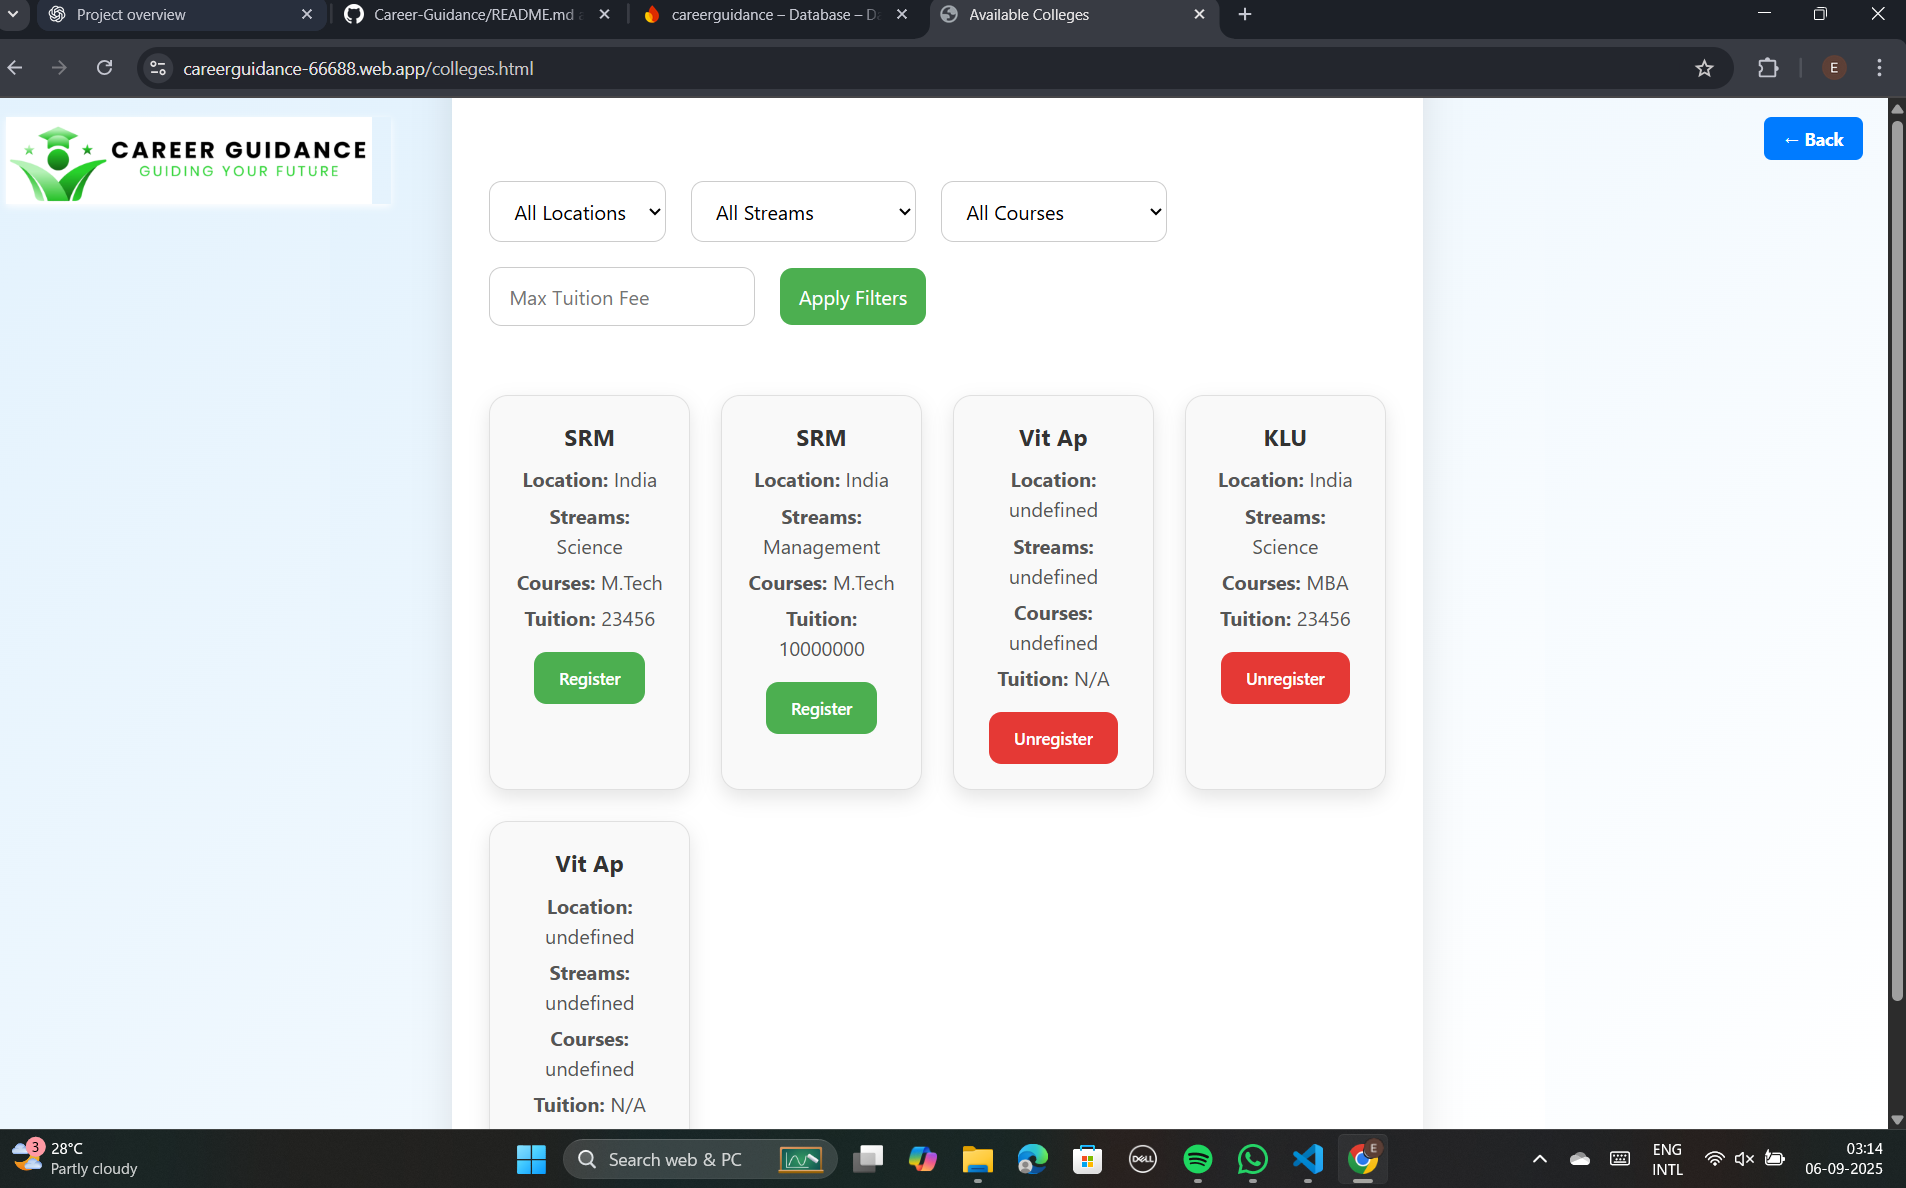 Project overview
Career-Guidance/README.md
careerguidance – Database – Da
Available Colleges
careerguidance-66688.web.app/colleges.html
E
CAREER GUIDANCE
GUIDING YOUR FUTURE
← Back
All Locations
All Streams
All Courses
Max Tuition Fee
Apply Filters
SRM
Location: India
Streams:
Science
Courses: M.Tech
Tuition: 23456
Register
SRM
Location: India
Streams:
Management
Courses: M.Tech
Tuition:
10000000
Register
Vit Ap
Location:
undefined
Streams:
undefined
Courses:
undefined
Tuition: N/A
Unregister
KLU
Location: India
Streams:
Science
Courses: MBA
Tuition: 23456
Unregister
Vit Ap
Location:
undefined
Streams:
undefined
Courses:
undefined
Tuition: N/A
3
28°C
Partly cloudy
Search web & PC
DELL
E
ENG
INTL
03:14
06-09-2025